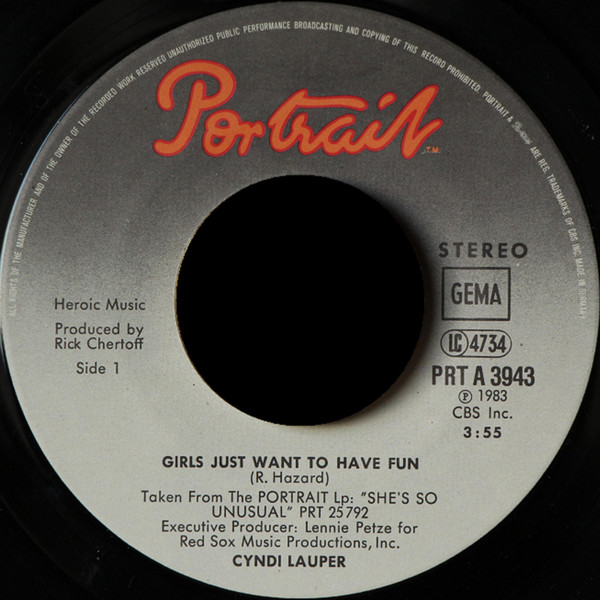 ALL RIGHTS OF THE MANUFACTURER AND OF THE OWNER OF THE RECORDED WORK RESERVED UNAUTHORIZED PUBLIC PERFORMANCE BROADCASTING AND COPYING OF THIS RECORD PROHIBITED. PORTRAIT & ARE REG. TRADEMARKS OF CBS INC. MADE IN GERMANY
Portrait
T.M.
STEREO
GEMA
LC 4734
PRT A 3943
℗ 1983
CBS Inc.
3:55
Heroic Music
Produced by
Rick Chertoff
Side 1
GIRLS JUST WANT TO HAVE FUN
(R. Hazard)
Taken From The PORTRAIT Lp: "SHE'S SO
UNUSUAL" PRT 25792
Executive Producer: Lennie Petze for
Red Sox Music Productions, Inc.
CYNDI LAUPER